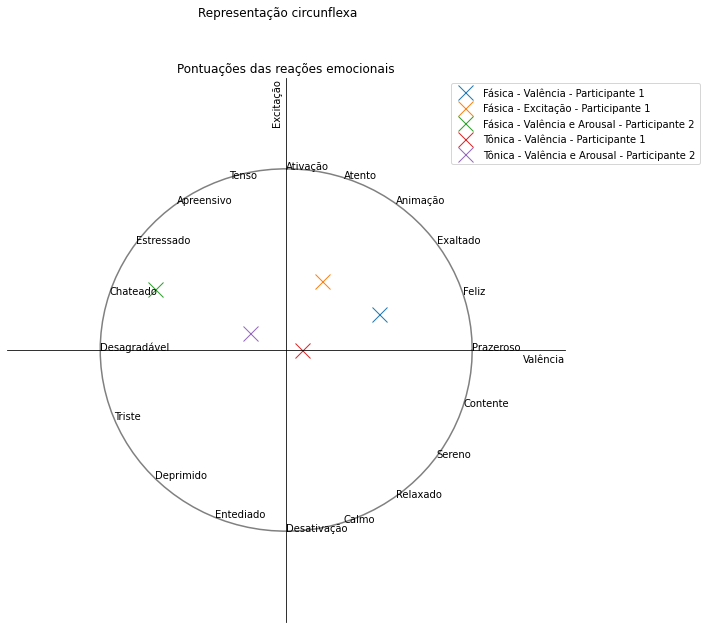 Representação circunflexa
Pontuações das reações emocionais
Excitação
Fásica - Valência - Participante 1
Fásica - Excitação - Participante 1
Fásica - Valência e Arousal - Participante 2
Tônica - Valência - Participante 1
Tônica - Valência e Arousal - Participante 2
Ativação
Tenso
Atento
Apreensivo
Animação
Estressado
Exaltado
Chateado
Feliz
Desagradável
Prazeroso
Valência
Contente
Triste
Sereno
Deprimido
Relaxado
Entediado
Calmo
Desativação